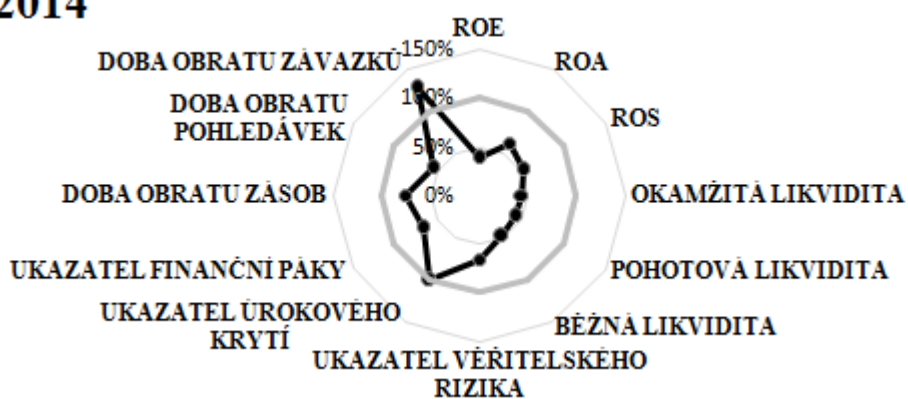 2014
ROE
150%
DOBA OBRATU ZÁVAZKŮ
ROA
DOBA OBRATU
POHLEDÁVEK
100%
ROS
50%
DOBA OBRATU ZÁSOB
0%
OKAMŽITÁ LIKVIDITA
UKAZATEL FINANČNÍ PÁKY
POHOTOVÁ LIKVIDITA
UKAZATEL ÚROKOVÉHO
KRYTÍ
BĚŽNÁ LIKVIDITA
UKAZATEL VĚŘITELSKÉHO
RIZIKA